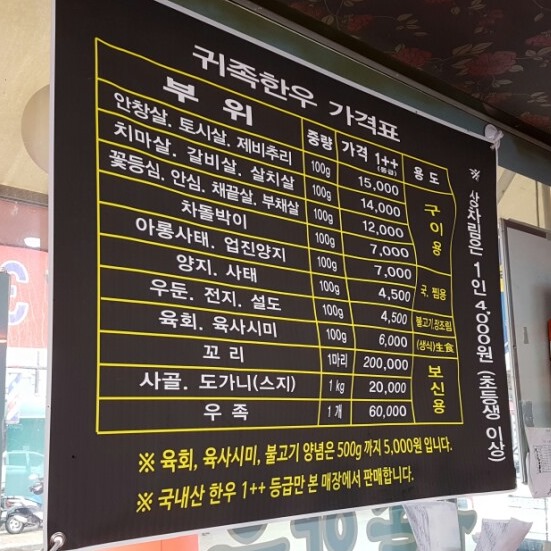 귀족한우 가격표
부 위 중량 가격 1++ (등급) 용 도
안창살. 토시살. 제비추리 100g 15,000
치마살. 갈비살. 살치살 100g 14,000
꽃등심. 안심. 채끝살. 부채살 100g 12,000
차돌박이 100g 7,000
구이용
아롱사태. 업진양지 100g 7,000
양지. 사태 100g 4,500
국, 찜용
우둔. 전지. 설도 100g 4,500 불고기,장조림
육회. 육사시미 100g 6,000 (생식)生食
꼬 리 1마리 200,000
사골. 도가니(스지) 1 kg 20,000
우 족 1 개 60,000
보신용
※ 육회, 육사시미, 불고기 양념은 500g 까지 5,000원 입니다.
※ 국내산 한우 1++ 등급만 본 매장에서 판매합니다.
※ 상차림은 1인 4,000원 (초등생 이상)